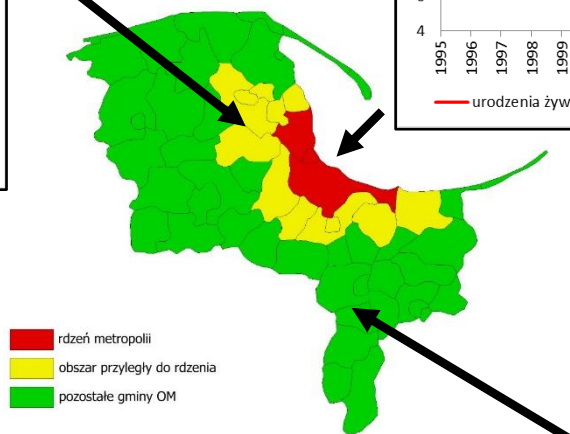 4
1995
1996
1997
1998
1999
urodzenia żyw
rdzeń metropolii
obszar przyległy do rdzenia
pozostałe gminy OM